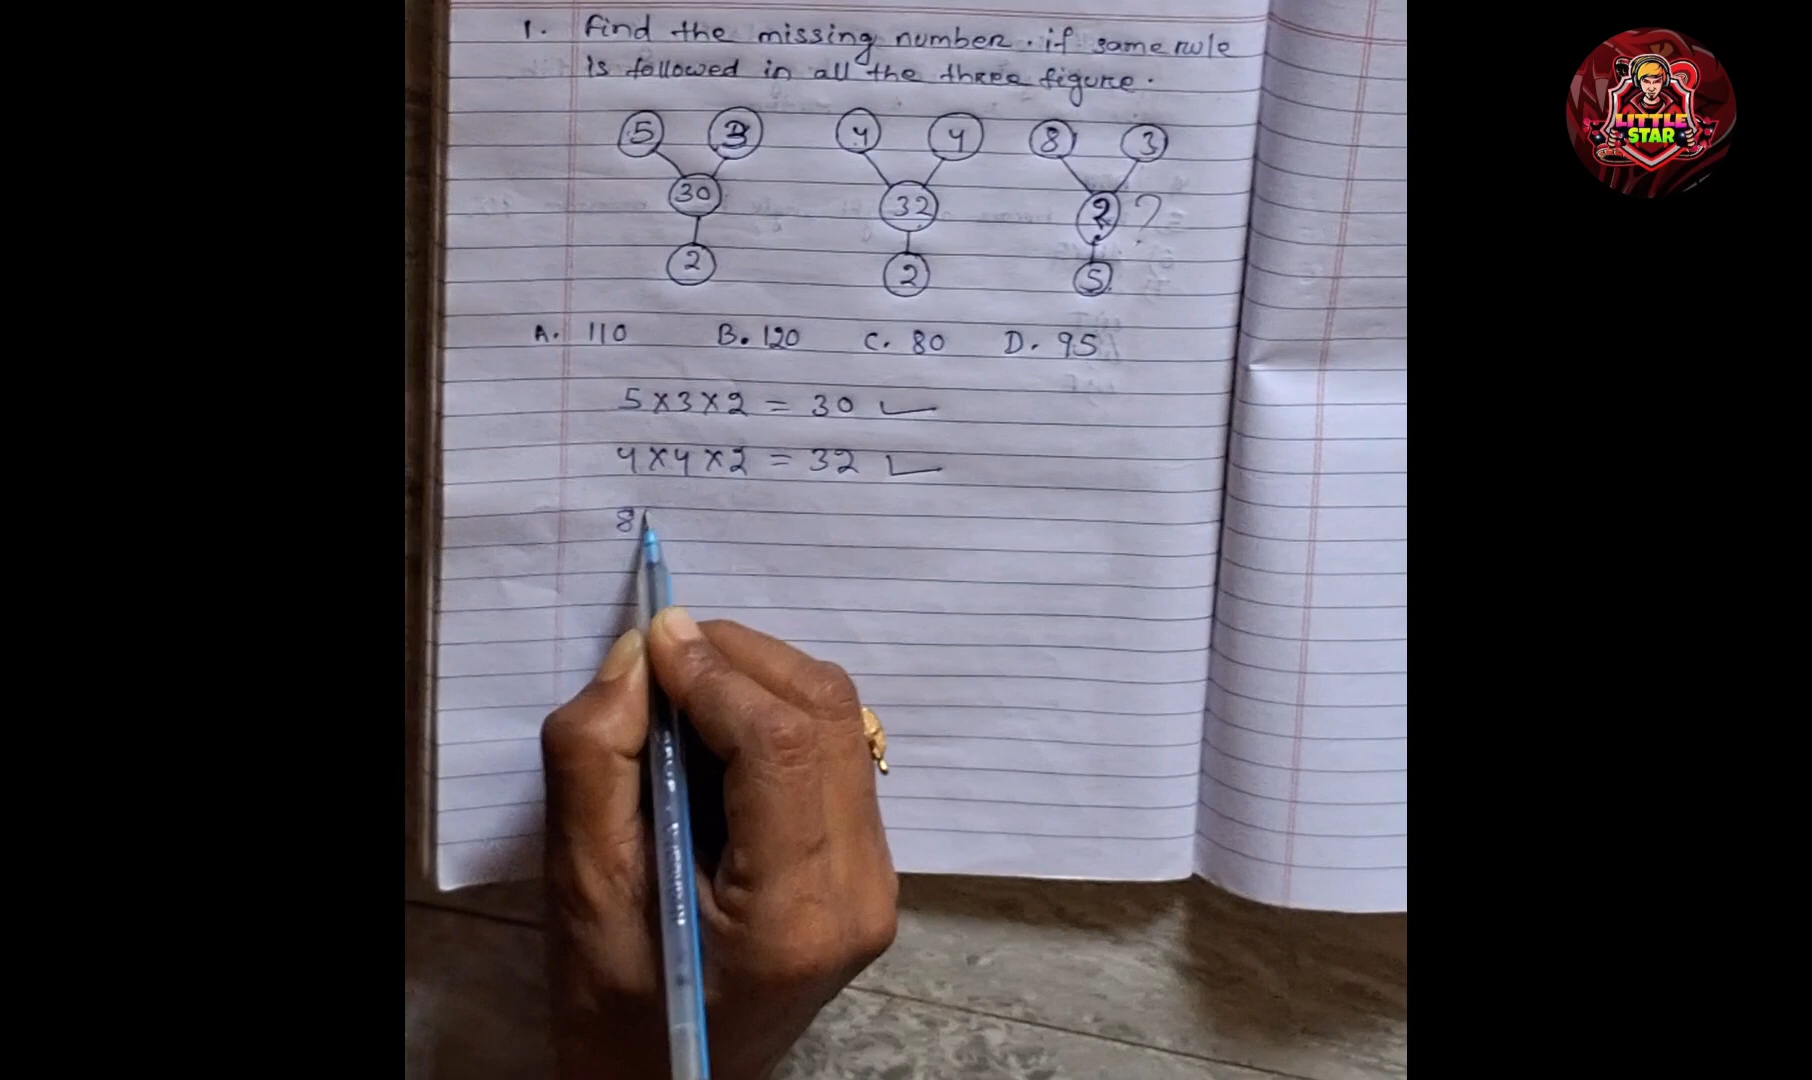 1. Find the missing number. if same rule
is followed in all the three figure.
5 3 4 4 8 3
30 32 ? ?
2 2 5
A. 110 B. 120 C. 80 D. 95
5×3×2 = 30
4×4×2 = 32
8
LITTLE
STAR